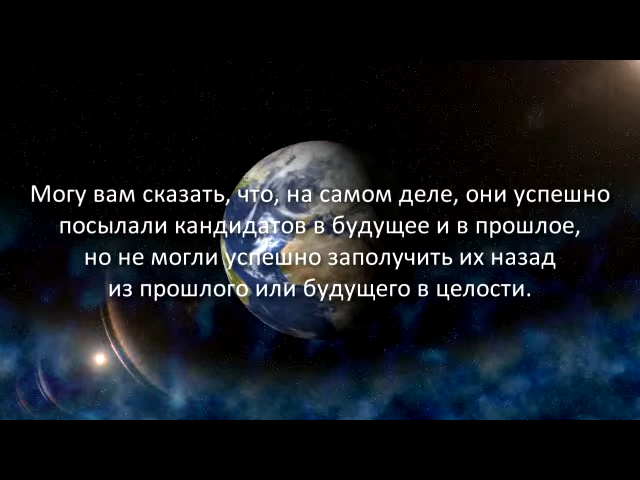 Могу вам сказать, что, на самом деле, они успешно
посылали кандидатов в будущее и в прошлое,
но не могли успешно заполучить их назад
из прошлого или будущего в целости.